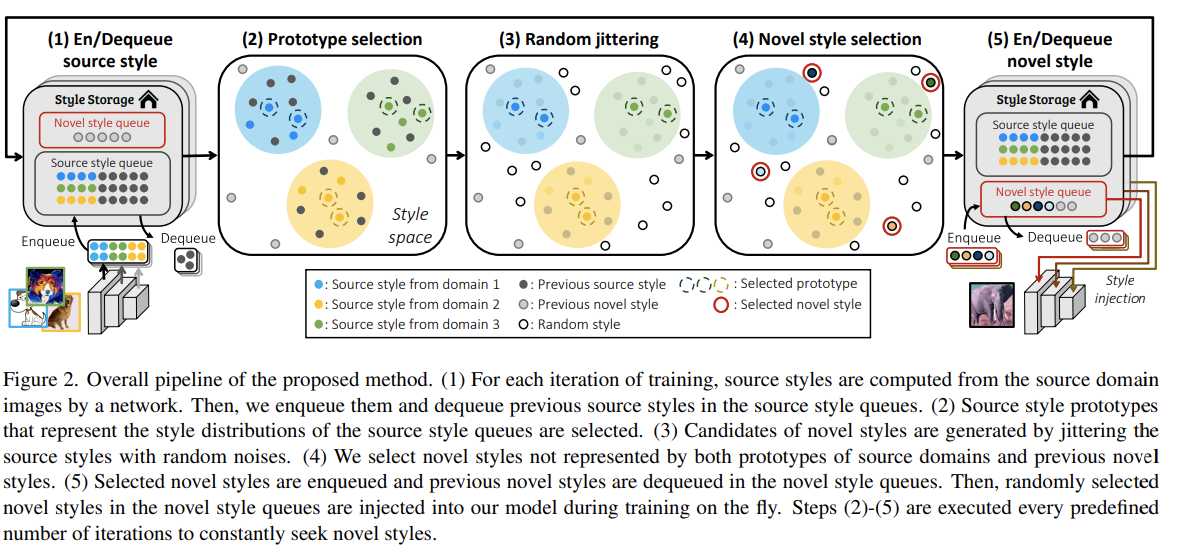 (1) En/Dequeue
source style
Style Storage
Novel style queue
Source style queue
Enqueue
Dequeue
(2) Prototype selection
Style
space
(3) Random jittering
(4) Novel style selection
(5) En/Dequeue
novel style
Style Storage
Source style queue
Novel style queue
Enqueue
Dequeue
Style
injection
: Source style from domain 1
: Source style from domain 2
: Source style from domain 3
: Previous source style
: Previous novel style
: Random style
: Selected prototype
: Selected novel style
Figure 2. Overall pipeline of the proposed method. (1) For each iteration of training, source styles are computed from the source domain
images by a network. Then, we enqueue them and dequeue previous source styles in the source style queues. (2) Source style prototypes
that represent the style distributions of the source style queues are selected. (3) Candidates of novel styles are generated by jittering the
source styles with random noises. (4) We select novel styles not represented by both prototypes of source domains and previous novel
styles. (5) Selected novel styles are enqueued and previous novel styles are dequeued in the novel style queues. Then, randomly selected
novel styles in the novel style queues are injected into our model during training on the fly. Steps (2)-(5) are executed every predefined
number of iterations to constantly seek novel styles.